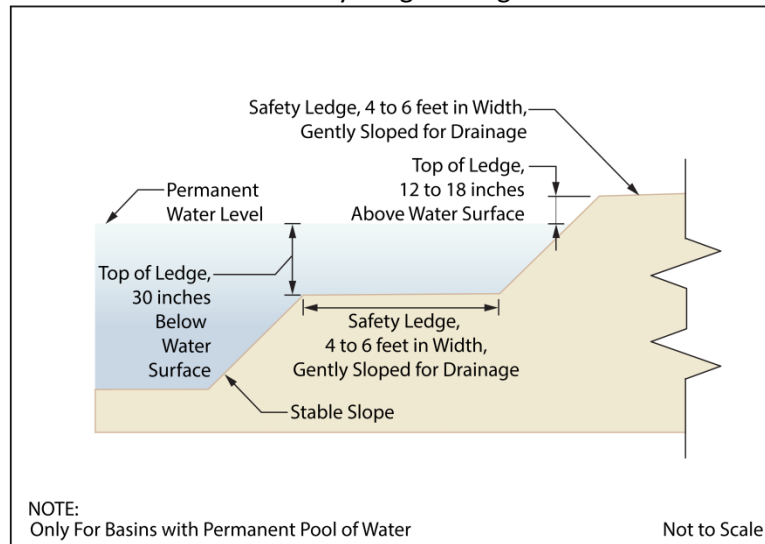 Safety Ledge, 4 to 6 feet in Width,
Gently Sloped for Drainage
Top of Ledge,
12 to 18 inches
Above Water Surface
Permanent
Water Level
Top of Ledge,
30 inches
Below
Water
Surface
Safety Ledge,
4 to 6 feet in Width,
Gently Sloped for Drainage
Stable Slope
NOTE:
Only For Basins with Permanent Pool of Water
Not to Scale